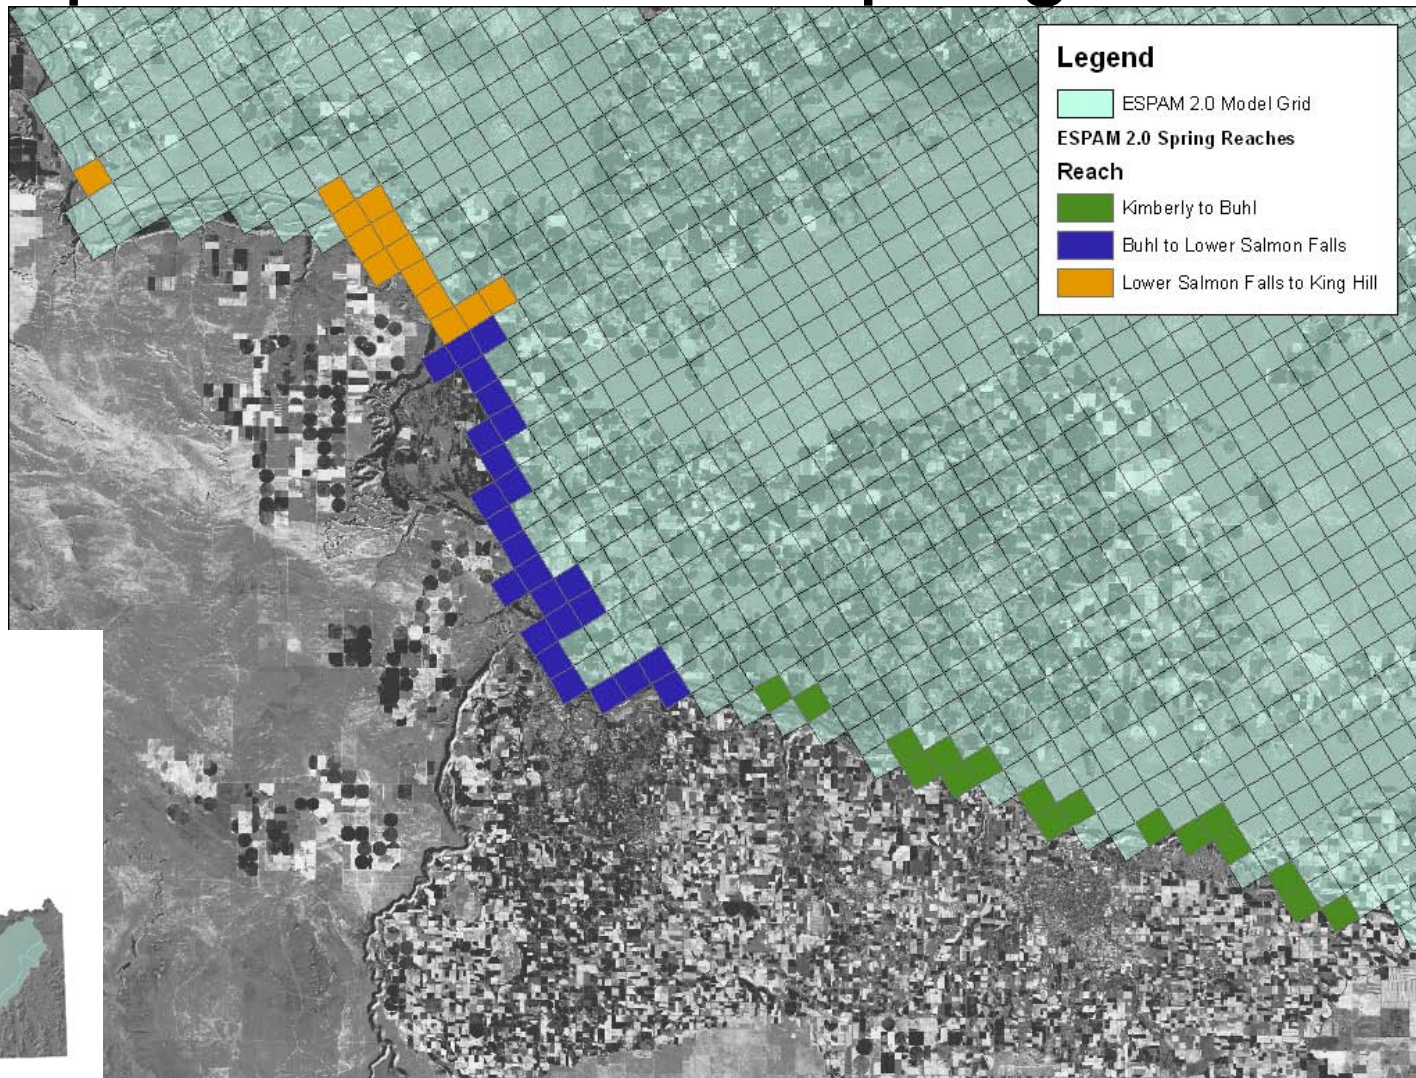 Legend
ESPAM 2.0 Model Grid
ESPAM 2.0 Spring Reaches
Reach
Kimberly to Buhl
Buhl to Lower Salmon Falls
Lower Salmon Falls to King Hill